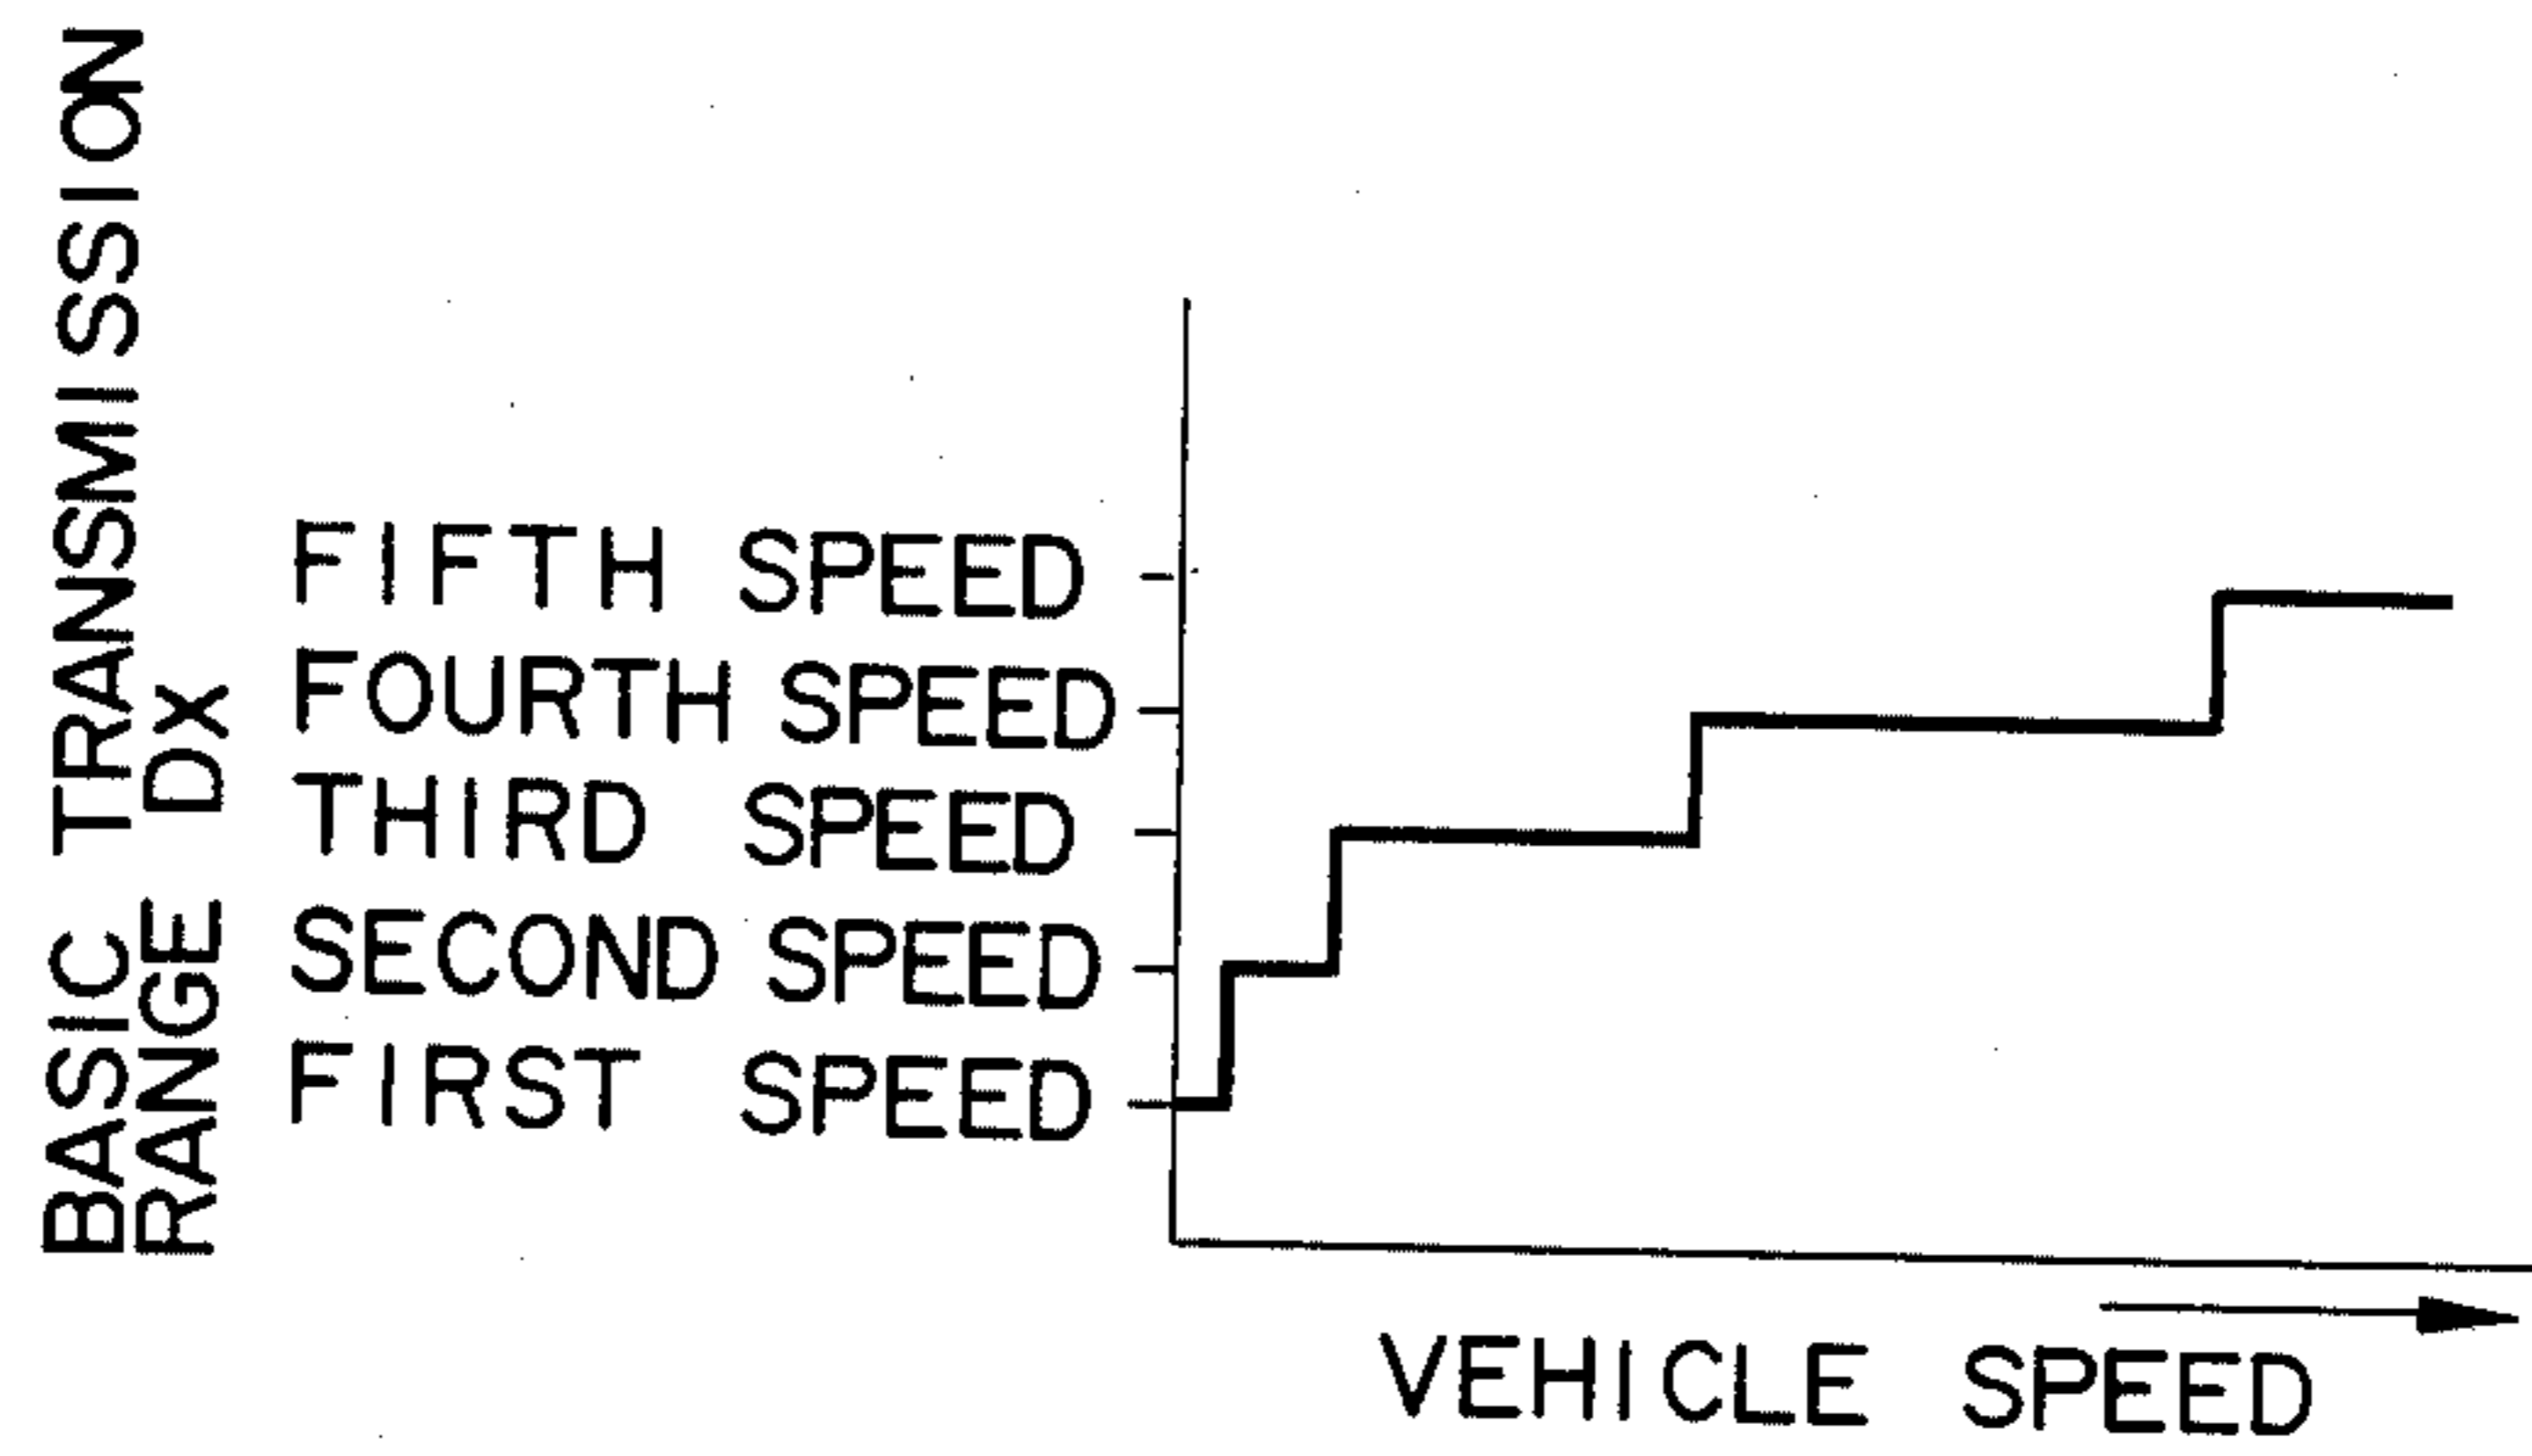 BASIC TRANSMISSION
RANGE DX
FIFTH SPEED
FOURTH SPEED
THIRD SPEED
SECOND SPEED
FIRST SPEED
VEHICLE SPEED